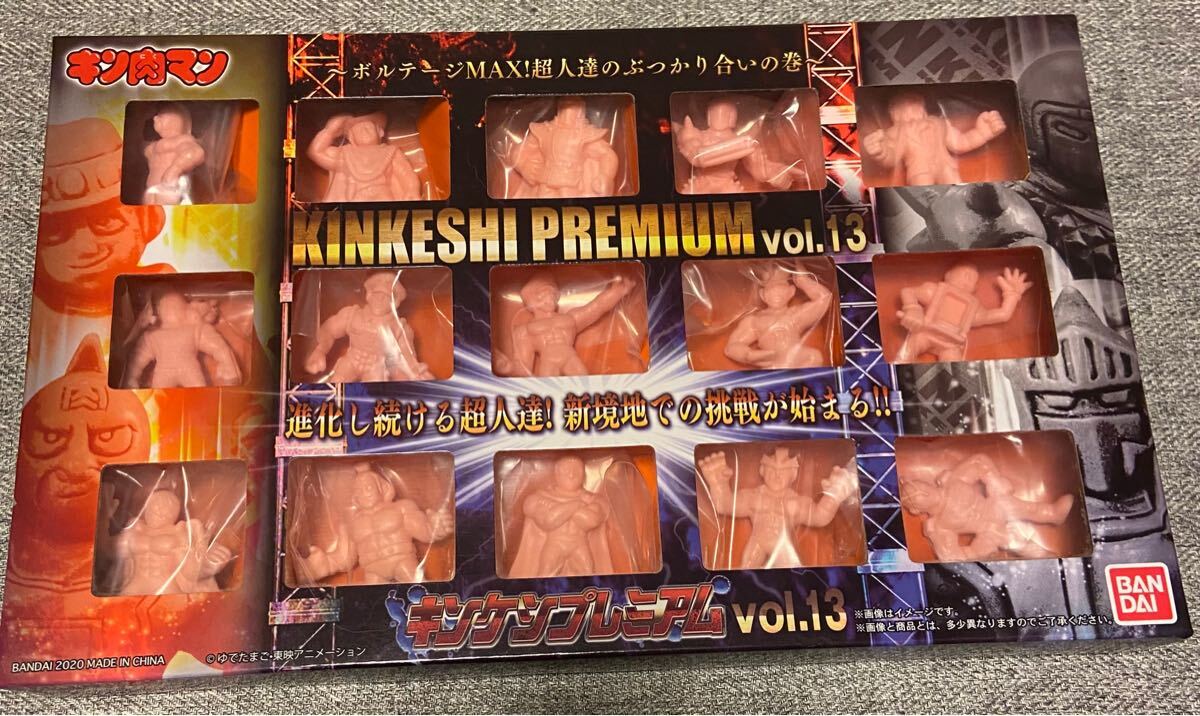 キン肉マン
～ボルテージMAX!超人達のぶつかり合いの巻～
KINKESHI PREMIUM vol.13
進化し続ける超人達! 新境地での挑戦が始まる!!
キンケシプレミアム vol.13
※画像はイメージです。
※画像と商品とは、多少異なりますのでご了承ください。
BAN
DAI
BANDAI 2020 MADE IN CHINA
©ゆでたまご・東映アニメーション